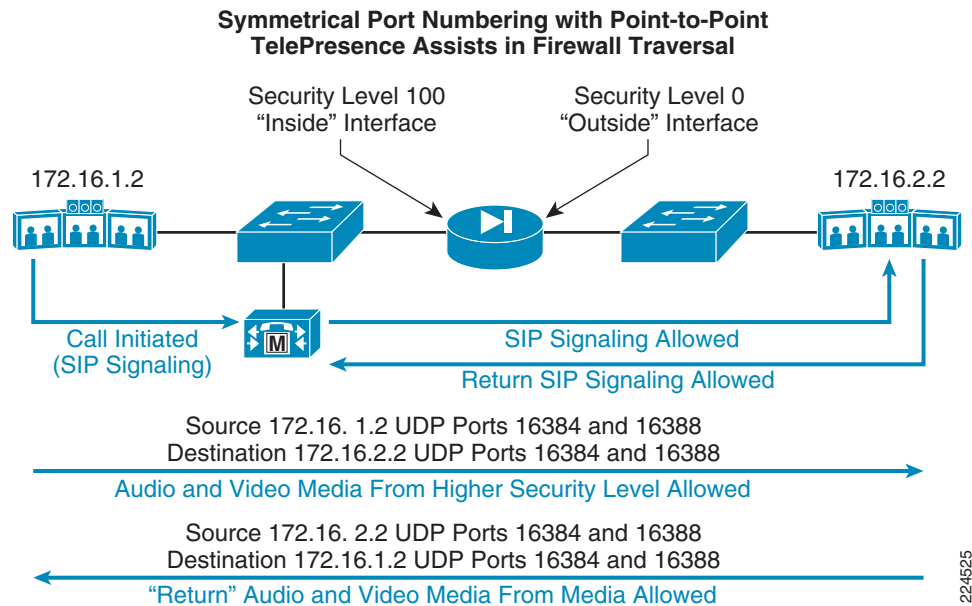 Symmetrical Port Numbering with Point-to-Point
TelePresence Assists in Firewall Traversal
Security Level 100
“Inside” Interface
Security Level 0
“Outside” Interface
172.16.1.2
172.16.2.2
Call Initiated
(SIP Signaling)
M
SIP Signaling Allowed
Return SIP Signaling Allowed
Source 172.16. 1.2 UDP Ports 16384 and 16388
Destination 172.16.2.2 UDP Ports 16384 and 16388
Audio and Video Media From Higher Security Level Allowed
Source 172.16. 2.2 UDP Ports 16384 and 16388
Destination 172.16.1.2 UDP Ports 16384 and 16388
“Return” Audio and Video Media From Media Allowed
224525